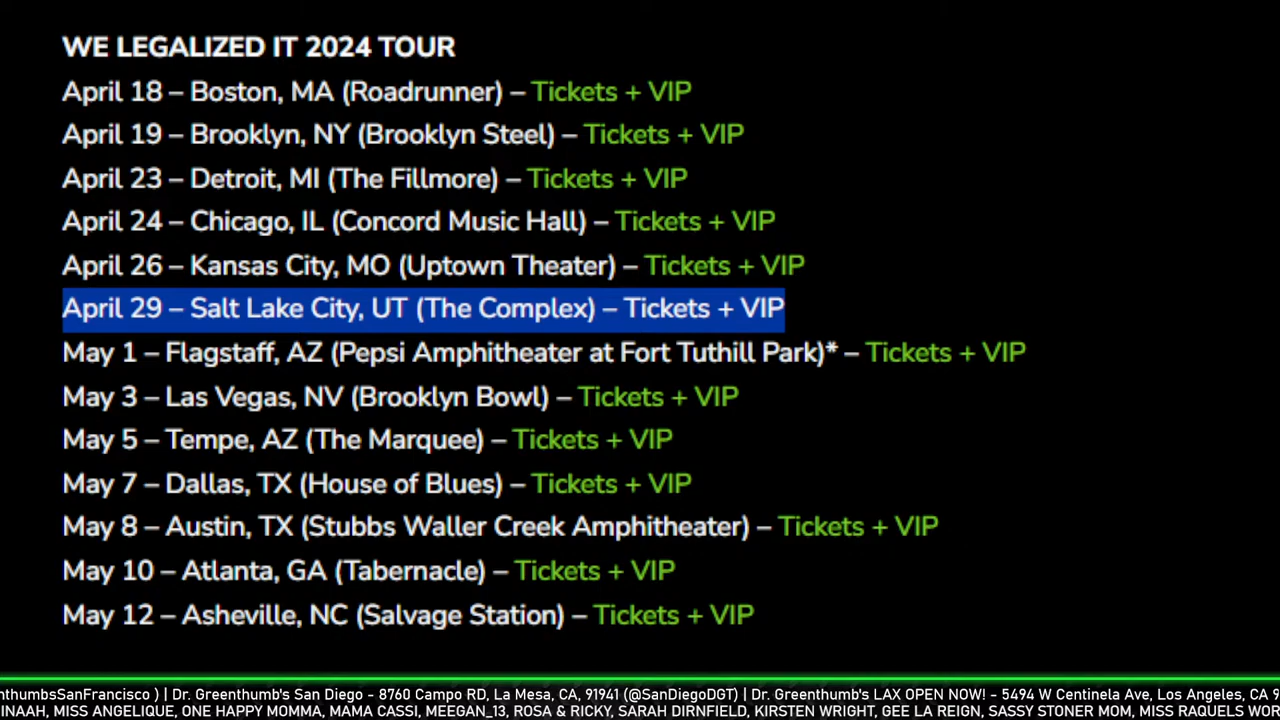 WE LEGALIZED IT 2024 TOUR
April 18 – Boston, MA (Roadrunner) – Tickets + VIP
April 19 – Brooklyn, NY (Brooklyn Steel) – Tickets + VIP
April 23 – Detroit, MI (The Fillmore) – Tickets + VIP
April 24 – Chicago, IL (Concord Music Hall) – Tickets + VIP
April 26 – Kansas City, MO (Uptown Theater) – Tickets + VIP
April 29 – Salt Lake City, UT (The Complex) – Tickets + VIP
May 1 – Flagstaff, AZ (Pepsi Amphitheater at Fort Tuthill Park)* – Tickets + VIP
May 3 – Las Vegas, NV (Brooklyn Bowl) – Tickets + VIP
May 5 – Tempe, AZ (The Marquee) – Tickets + VIP
May 7 – Dallas, TX (House of Blues) – Tickets + VIP
May 8 – Austin, TX (Stubbs Waller Creek Amphitheater) – Tickets + VIP
May 10 – Atlanta, GA (Tabernacle) – Tickets + VIP
May 12 – Asheville, NC (Salvage Station) – Tickets + VIP
nthumbsSanFrancisco ) | Dr. Greenthumb's San Diego - 8760 Campo RD, La Mesa, CA, 91941 (@SanDiegoDGT) | Dr. Greenthumb's LAX OPEN NOW! - 5494 W Centinela Ave, Los Angeles, CA 9
INAAH, MISS ANGELIQUE, ONE HAPPY MOMMA, MAMA CASSI, MEEGAN_13, ROSA & RICKY, SARAH DIRNFIELD, KIRSTEN WRIGHT, GEE LA REIGN, SASSY STONER MOM, MISS RAQUELS WOR